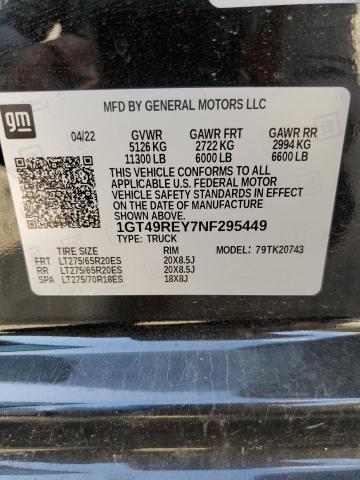 MFD BY GENERAL MOTORS LLC
gm
04/22 GVWR GAWR FRT GAWR RR
5126 KG 2722 KG 2994 KG
11300 LB 6000 LB 6600 LB
THIS VEHICLE CONFORMS TO ALL
APPLICABLE U.S. FEDERAL MOTOR
VEHICLE SAFETY STANDARDS IN EFFECT ON
THE DATE OF MANUFACTURE SHOWN ABOVE.
1GT49REY7NF295449
TYPE: TRUCK
TIRE SIZE RIM MODEL: 79TK20743
FRT LT275/65R20ES 20X8.5J
RR LT275/65R20ES 20X8.5J
SPA LT275/70R18ES 18X8J